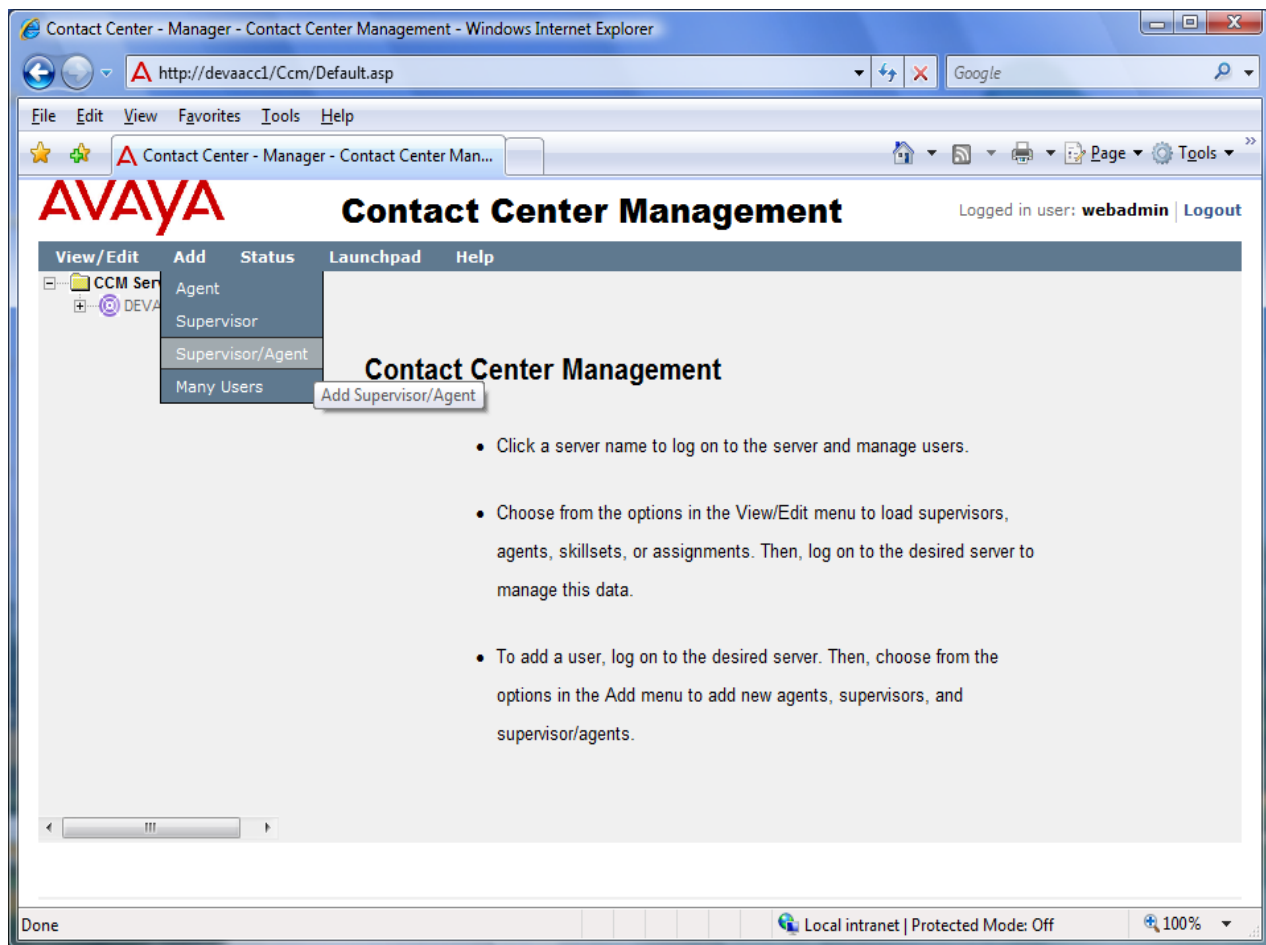 Contact Center - Manager - Contact Center Management - Windows Internet Explorer
http://devaacc1/Ccm/Default.asp
Google
File Edit View Favorites Tools Help
Contact Center - Manager - Contact Center Man...
Page Tools
AVAYA
Contact Center Management
Logged in user: webadmin | Logout
View/Edit Add Status Launchpad Help
CCM Ser
DEVA
Agent
Supervisor
Supervisor/Agent
Many Users
Add Supervisor/Agent
Contact Center Management
• Click a server name to log on to the server and manage users.
• Choose from the options in the View/Edit menu to load supervisors,
agents, skillsets, or assignments. Then, log on to the desired server to
manage this data.
• To add a user, log on to the desired server. Then, choose from the
options in the Add menu to add new agents, supervisors, and
supervisor/agents.
Done
Local intranet | Protected Mode: Off
100%